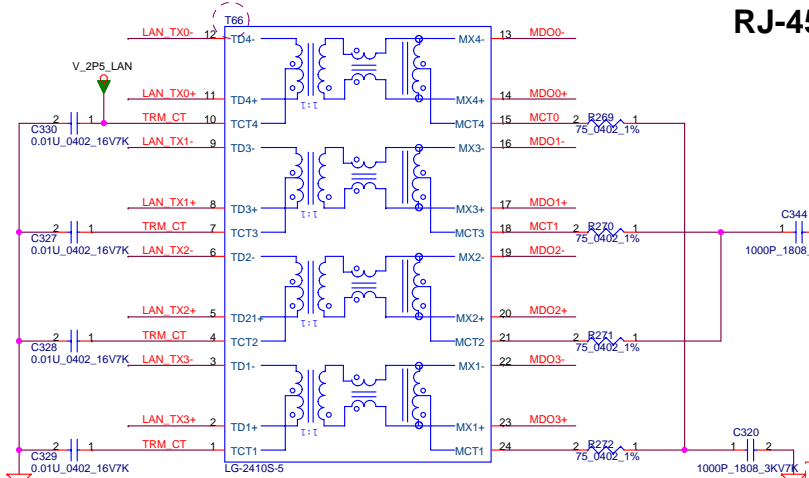 RJ-45
T66
LAN_TX0- 12 TD4- MX4- 13 MDO0-
V_2P5_LAN
LAN_TX0+ 11 TD4+ 1:1 MX4+ 14 MDO0+
2 1 TRM_CT 10 TCT4 MCT4 15 MCT0 2 R269 1
C330 75_0402_1%
0.01U_0402_16V7K
LAN_TX1- 9 TD3- MX3- 16 MDO1-
LAN_TX1+ 8 TD3+ 1:1 MX3+ 17 MDO1+
2 1 TRM_CT 7 TCT3 MCT3 18 MCT1 2 R270 1
C327 75_0402_1%
0.01U_0402_16V7K
C344
1
1000P_1808_
LAN_TX2- 6 TD2- MX2- 19 MDO2-
LAN_TX2+ 5 TD21+ 1:1 MX2+ 20 MDO2+
2 1 TRM_CT 4 TCT2 MCT2 21 2 R271 1
C328 75_0402_1%
0.01U_0402_16V7K
LAN_TX3- 3 TD1- MX1- 22 MDO3-
LAN_TX3+ 2 TD1+ 1:1 MX1+ 23 MDO3+
2 1 TRM_CT 1 TCT1 MCT1 24 2 R272 1
C329 75_0402_1%
0.01U_0402_16V7K
LG-2410S-5
C320
1 2
1000P_1808_3KV7K